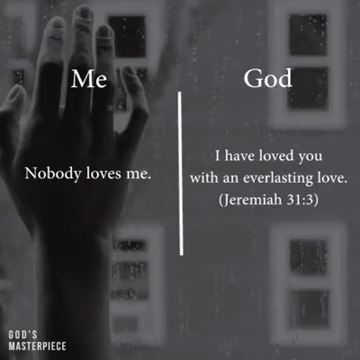 Me
God
Nobody loves me.
I have loved you
with an everlasting love.
(Jeremiah 31:3)
GOD'S
MASTERPIECE